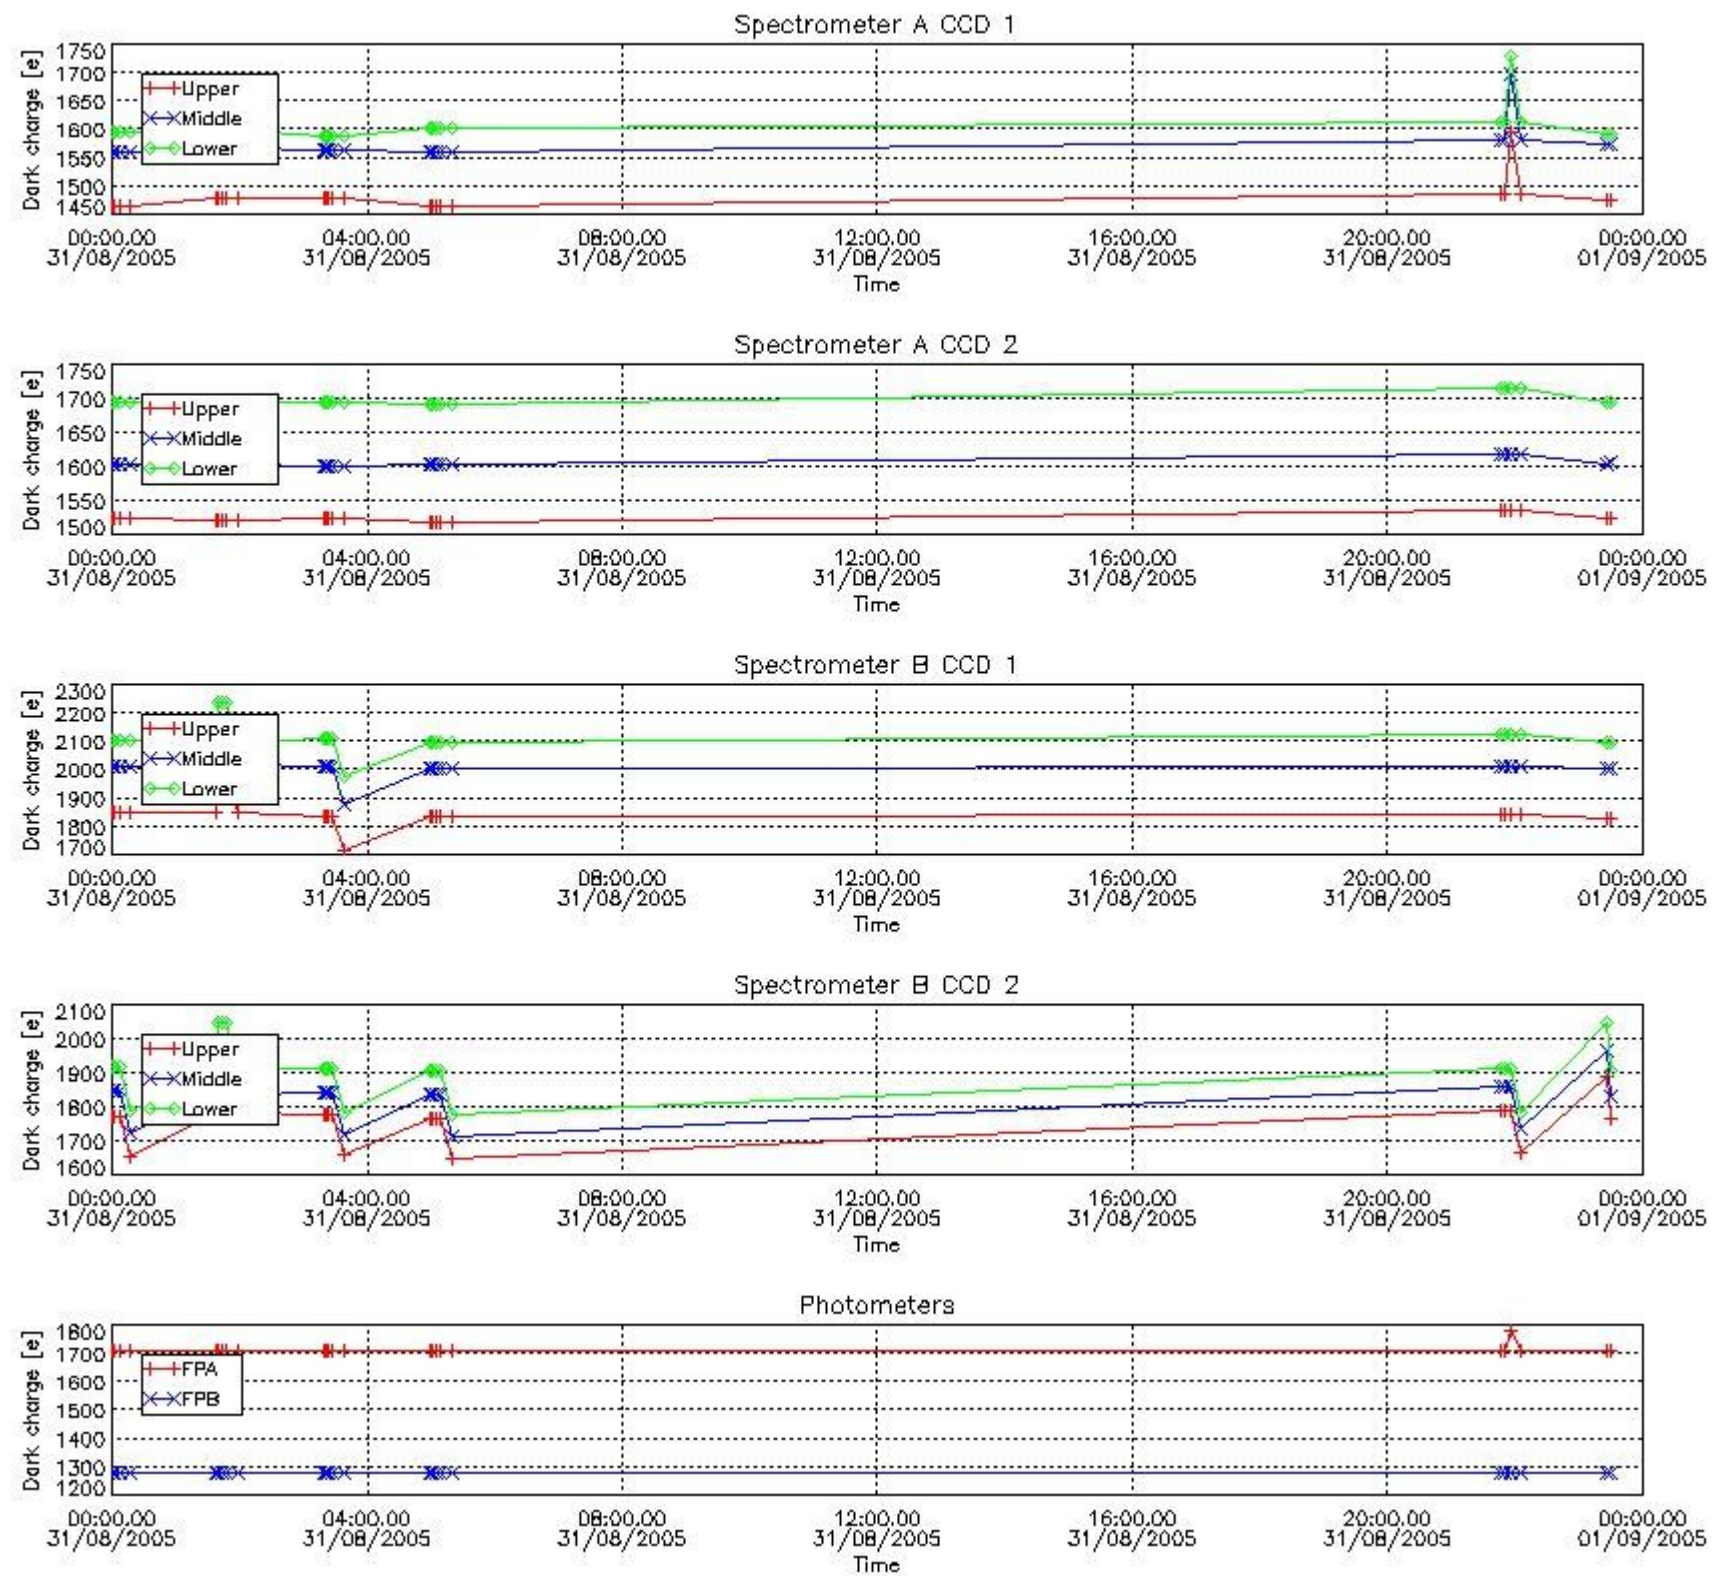 Spectrometer A CCD 1
Dark charge [e]
1750
1700
1650
1600
1550
1500
1450
Upper
Middle
Lower
00:00.00 04:00.00 08:00.00 12:00.00 16:00.00 20:00.00 00:00.00
31/08/2005 31/08/2005 31/08/2005 31/08/2005 31/08/2005 31/08/2005 01/09/2005
Time
Spectrometer A CCD 2
Dark charge [e]
1750
1700
1650
1600
1550
1500
Upper
Middle
Lower
00:00.00 04:00.00 08:00.00 12:00.00 16:00.00 20:00.00 00:00.00
31/08/2005 31/08/2005 31/08/2005 31/08/2005 31/08/2005 31/08/2005 01/09/2005
Time
Spectrometer B CCD 1
Dark charge [e]
2300
2200
2100
2000
1900
1800
1700
Upper
Middle
Lower
00:00.00 04:00.00 08:00.00 12:00.00 16:00.00 20:00.00 00:00.00
31/08/2005 31/08/2005 31/08/2005 31/08/2005 31/08/2005 31/08/2005 01/09/2005
Time
Spectrometer B CCD 2
Dark charge [e]
2100
2000
1900
1800
1700
1600
Upper
Middle
Lower
00:00.00 04:00.00 08:00.00 12:00.00 16:00.00 20:00.00 00:00.00
31/08/2005 31/08/2005 31/08/2005 31/08/2005 31/08/2005 31/08/2005 01/09/2005
Time
Photometers
Dark charge [e]
1800
1700
1600
1500
1400
1300
1200
FPA
FPB
00:00.00 04:00.00 08:00.00 12:00.00 16:00.00 20:00.00 00:00.00
31/08/2005 31/08/2005 31/08/2005 31/08/2005 31/08/2005 31/08/2005 01/09/2005
Time